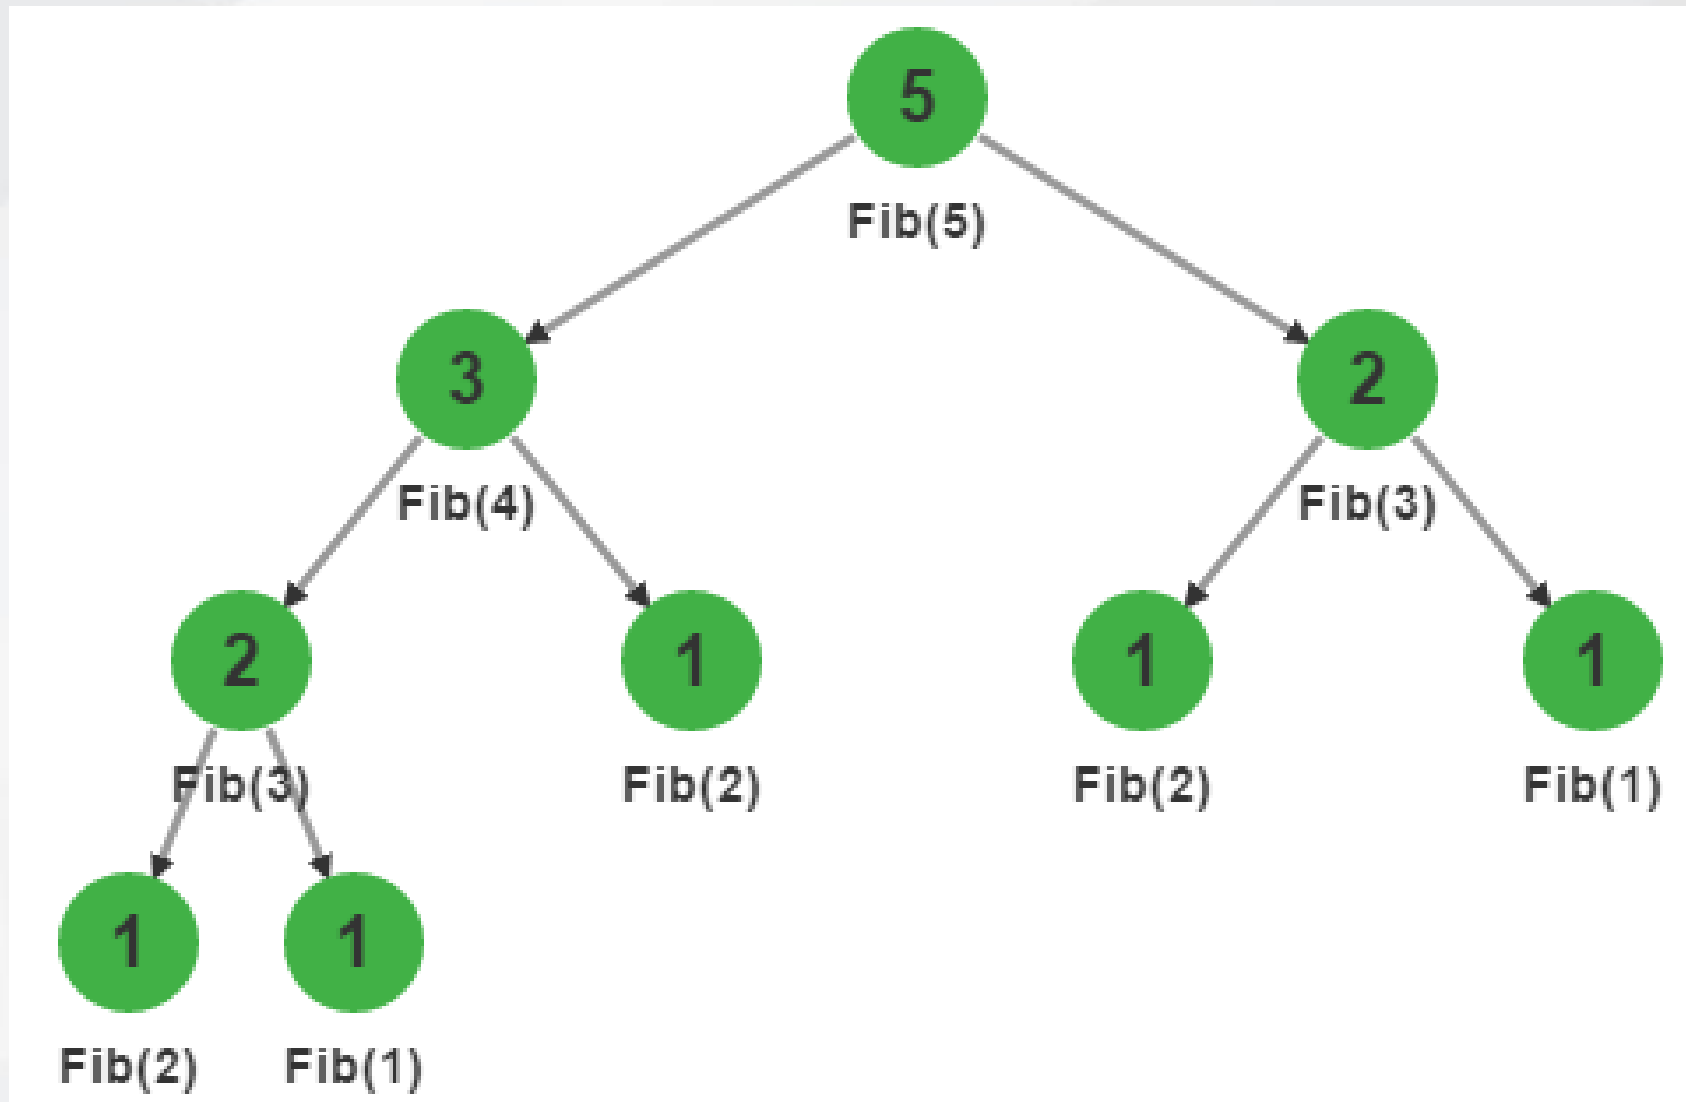 5
Fib(5)
3 2
Fib(4) Fib(3)
2 1 1 1
Fib(3) Fib(2) Fib(2) Fib(1)
1 1
Fib(2) Fib(1)